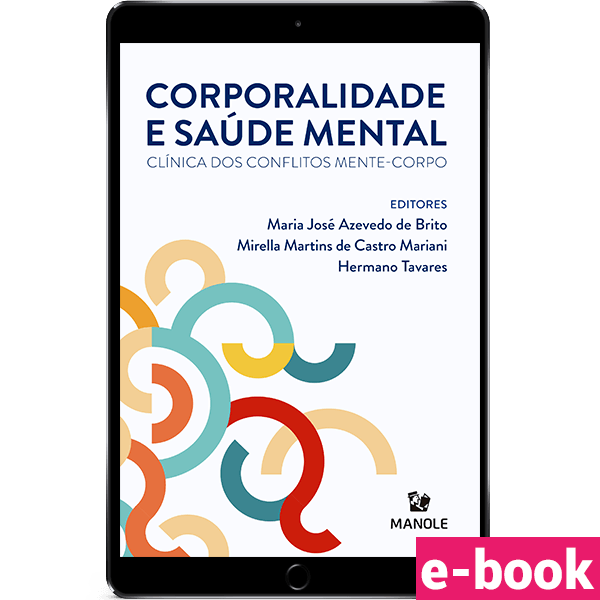 CORPORALIDADE
E SAÚDE MENTAL
CLÍNICA DOS CONFLITOS MENTE-CORPO
EDITORES
Maria José Azevedo de Brito
Mirella Martins de Castro Mariani
Hermano Tavares
MANOLE
e-book